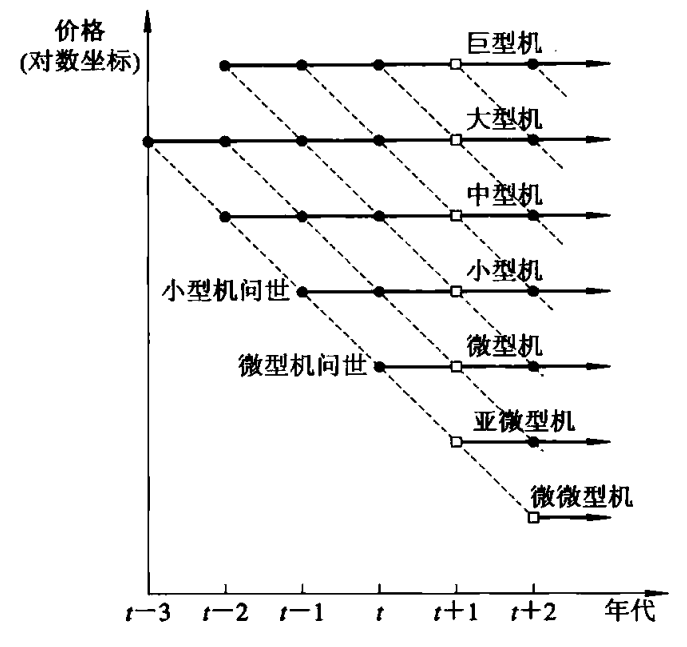 价格
(对数坐标)
巨型机
大型机
中型机
小型机
小型机问世
微型机
微型机问世
亚微型机
微微型机
t−3 t−2 t−1 t t+1 t+2 年代